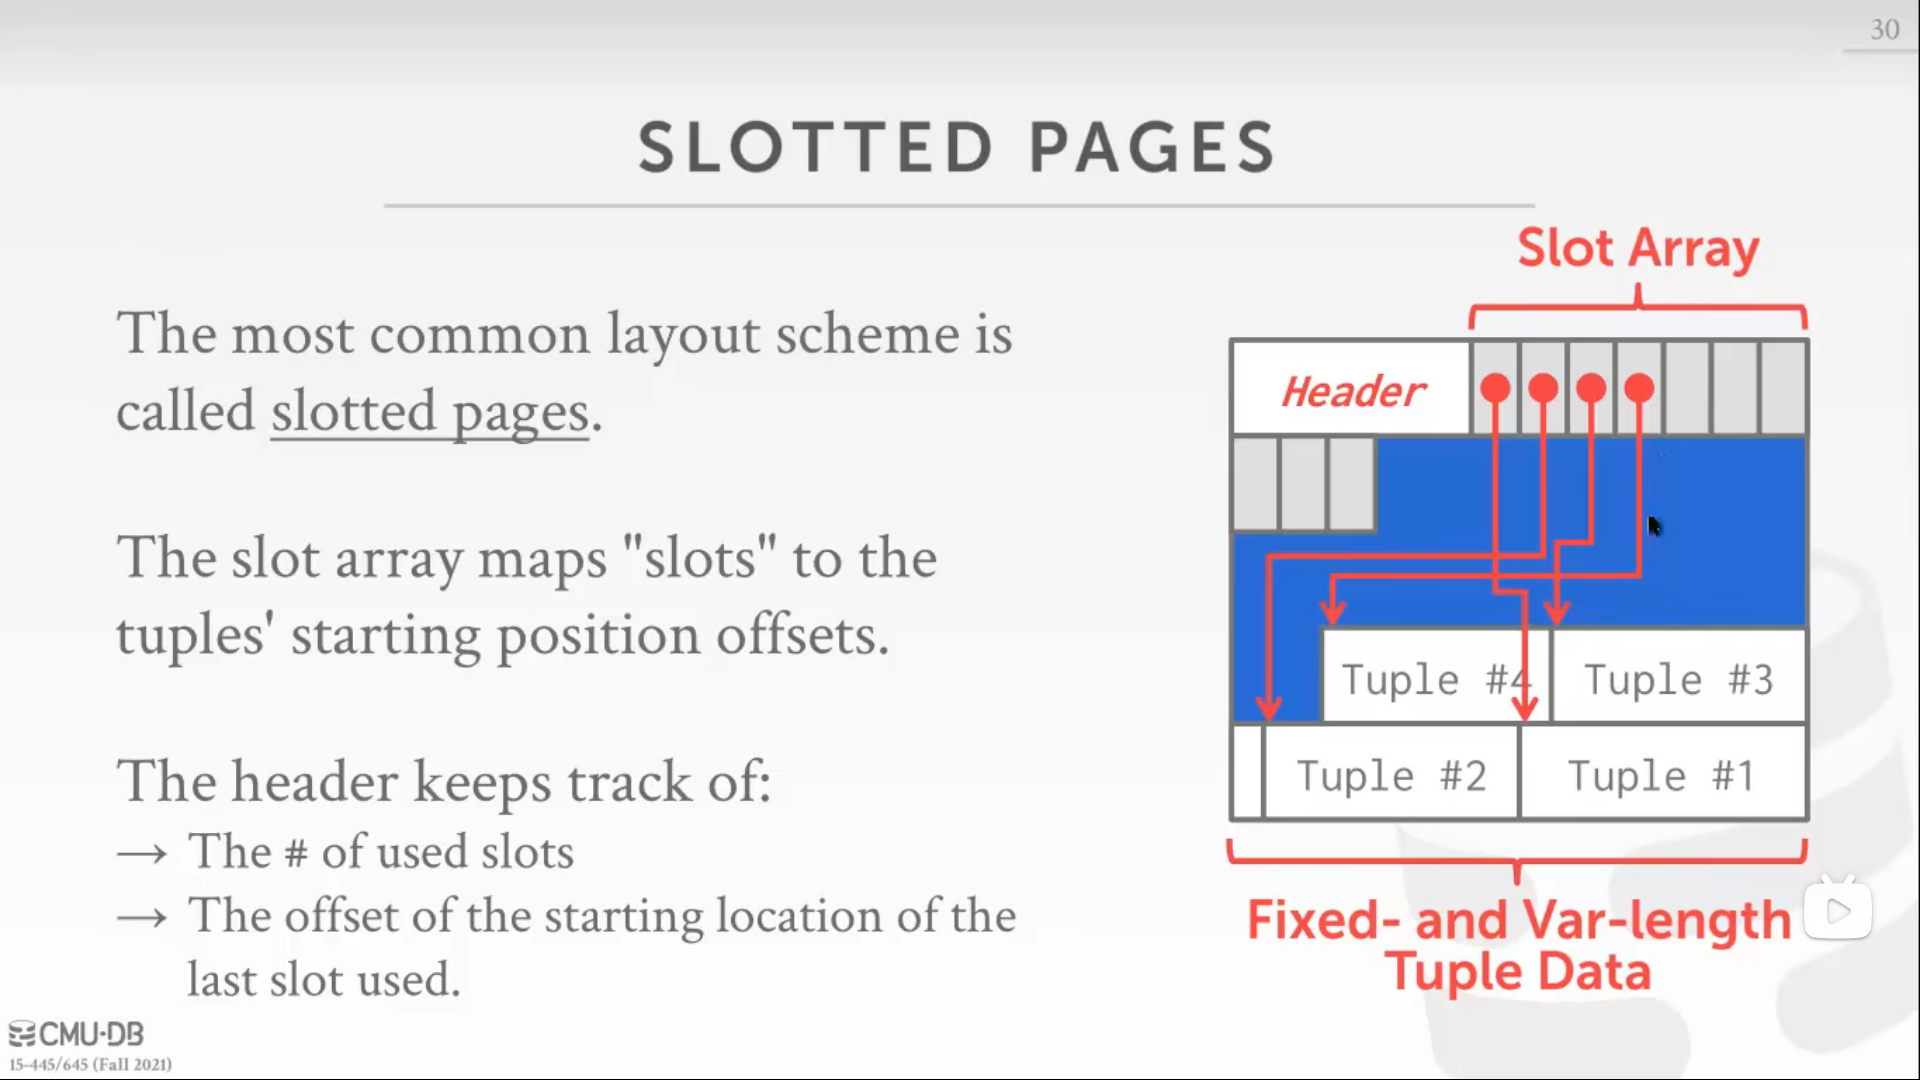 30
SLOTTED PAGES
The most common layout scheme is
called slotted pages.
The slot array maps "slots" to the
tuples' starting position offsets.
The header keeps track of:
→ The # of used slots
→ The offset of the starting location of the
last slot used.
Slot Array
Header
Tuple #4 Tuple #3
Tuple #2 Tuple #1
Fixed- and Var-length
Tuple Data
CMU·DB
15-445/645 (Fall 2021)